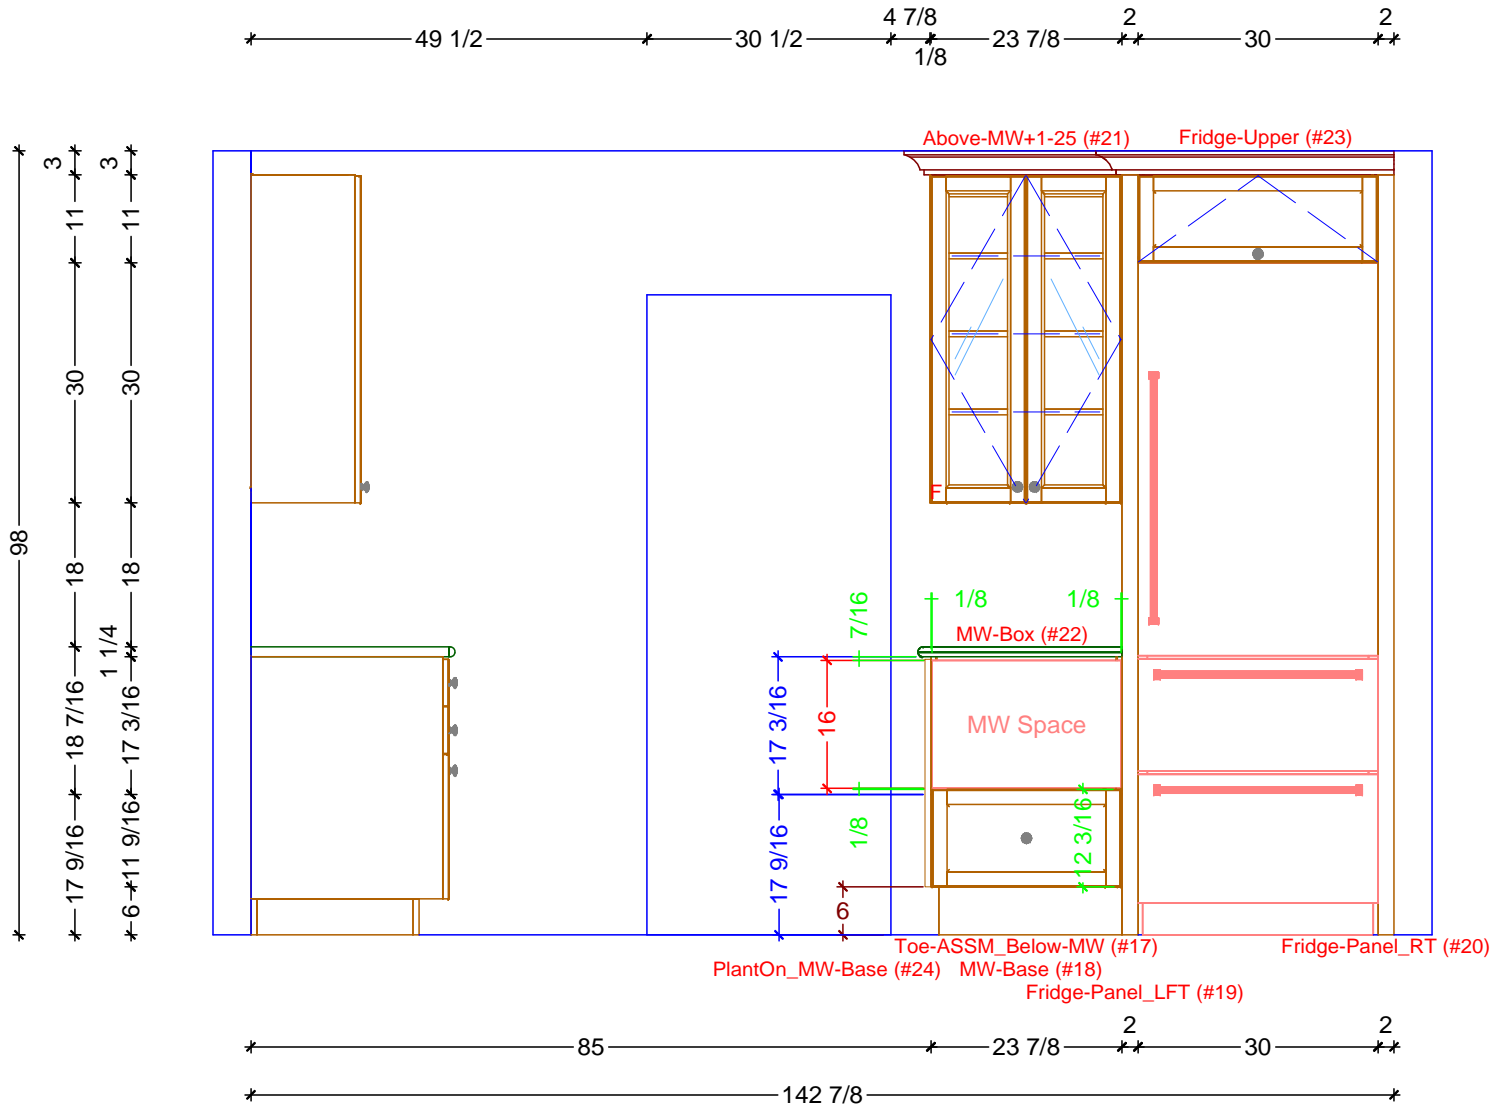 4 7/8 2 2
49 1/2 30 1/2 23 7/8 30
1/8
Above-MW+1-25 (#21) Fridge-Upper (#23)
3 3
11 11
30 30
F
98
18 18
7/16 1/8 1/8
MW-Box (#22)
1 1/4
18 7/16 17 3/16 17 3/16 16 MW Space
17 9/16 11 9/16 17 9/16 1/8 12 3/16
6 6
Toe-ASSM_Below-MW (#17) Fridge-Panel_RT (#20)
PlantOn_MW-Base (#24) MW-Base (#18)
Fridge-Panel_LFT (#19)
2 2
85 23 7/8 30
142 7/8